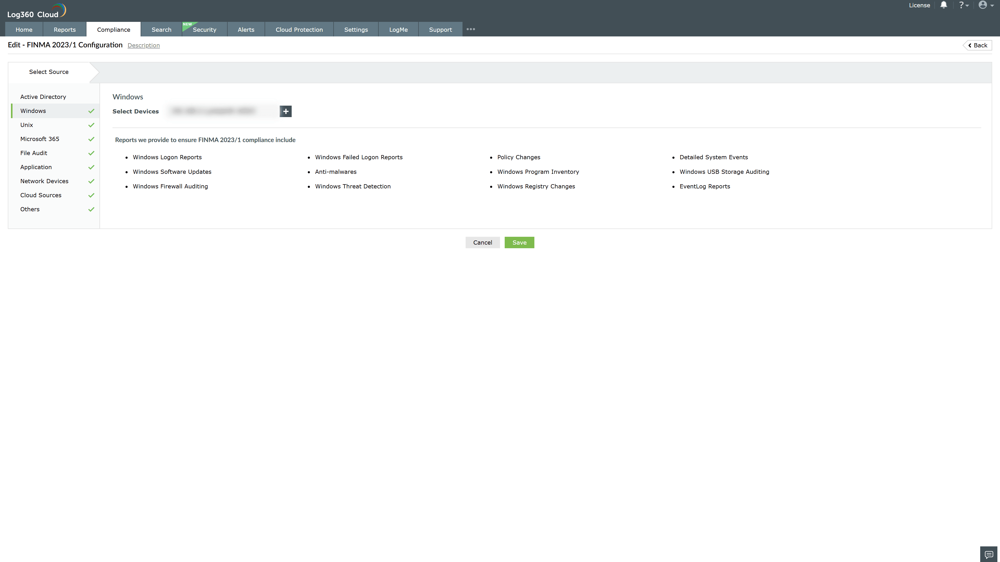 Log360 Cloud
License
?
Home Reports Compliance Search NEW Security Alerts Cloud Protection Settings LogMe Support
Edit - FINMA 2023/1 Configuration Description
Back
Select Source
Active Directory
Windows
Unix
Microsoft 365
File Audit
Application
Network Devices
Cloud Sources
Others
Windows
Select Devices
Reports we provide to ensure FINMA 2023/1 compliance include
Windows Logon Reports Windows Failed Logon Reports Policy Changes Detailed System Events
Windows Software Updates Anti-malwares Windows Program Inventory Windows USB Storage Auditing
Windows Firewall Auditing Windows Threat Detection Windows Registry Changes EventLog Reports
Cancel Save